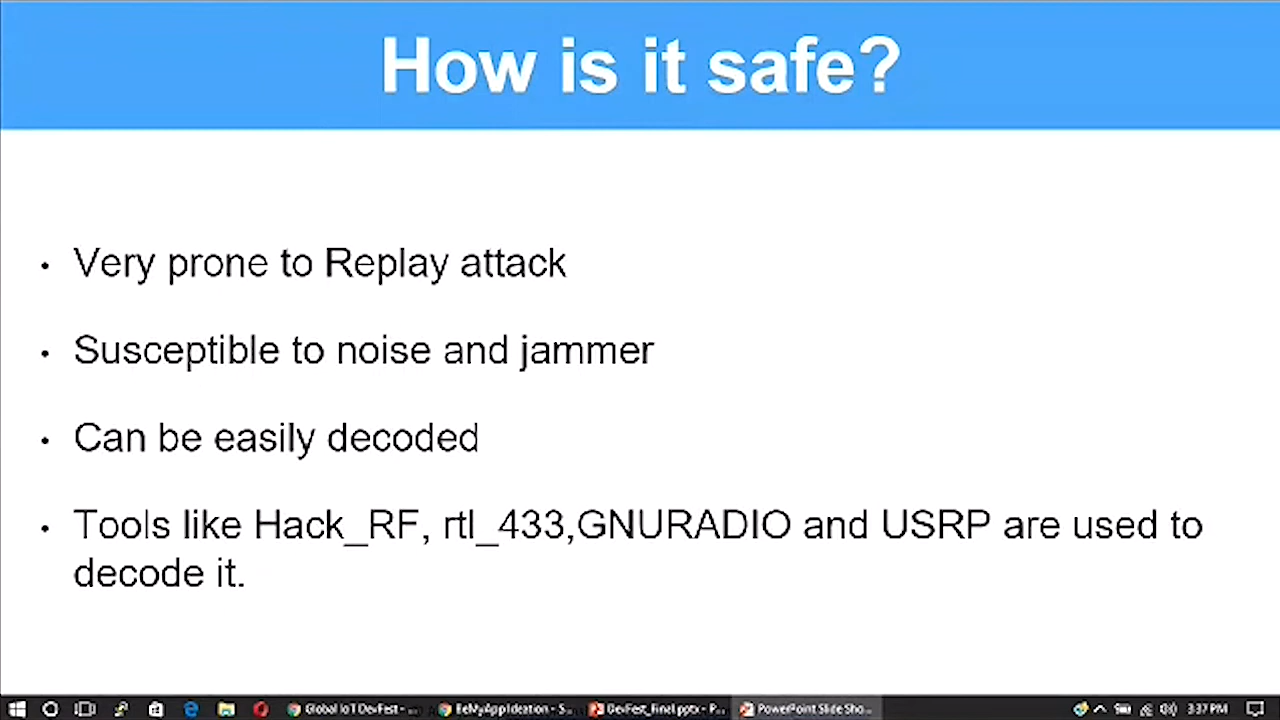 How is it safe?
• Very prone to Replay attack
• Susceptible to noise and jammer
• Can be easily decoded
• Tools like Hack_RF, rtl_433,GNURADIO and USRP are used to
decode it.
Global IoT DevFest - ... BeMyApp Ideation - S... DevFest_Final.pptx - P... PowerPoint Slide Sho... 3:37 PM